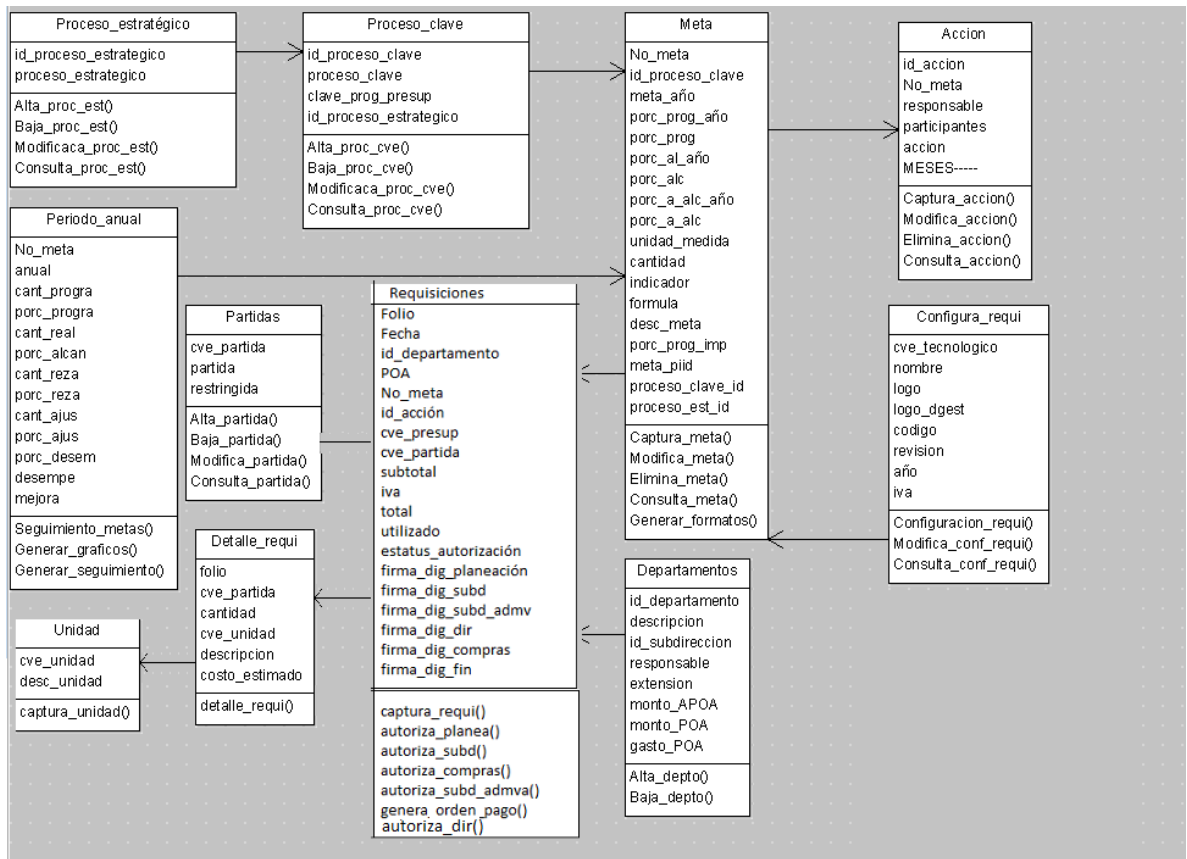 Proceso_estratégico
id_proceso_estrategico
proceso_estrategico
Alta_proc_est()
Baja_proc_est()
Modificaca_proc_est()
Consulta_proc_est()
Proceso_clave
id_proceso_clave
proceso_clave
clave_prog_presup
id_proceso_estrategico
Alta_proc_cve()
Baja_proc_cve()
Modificaca_proc_cve()
Consulta_proc_cve()
Meta
No_meta
id_proceso_clave
meta_año
porc_prog_año
porc_prog
porc_al_año
porc_alc
porc_a_alc_año
porc_a_alc
unidad_medida
cantidad
indicador
formula
desc_meta
porc_prog_imp
meta_piid
proceso_clave_id
proceso_est_id
Captura_meta()
Modifica_meta()
Elimina_meta()
Consulta_meta()
Generar_formatos()
Accion
id_accion
No_meta
responsable
participantes
accion
MESES-----
Captura_accion()
Modifica_accion()
Elimina_accion()
Consulta_accion()
Periodo_anual
No_meta
anual
cant_progra
porc_progra
cant_real
porc_alcan
cant_reza
porc_reza
cant_ajus
porc_ajus
porc_desem
desempe
mejora
Seguimiento_metas()
Generar_graficos()
Generar_seguimiento()
Partidas
cve_partida
partida
restringida
Alta_partida()
Baja_partida()
Modifica_partida()
Consulta_partida()
Requisiciones
Folio
Fecha
id_departamento
POA
No_meta
id_acción
cve_presup
cve_partida
subtotal
iva
total
utilizado
estatus_autorización
firma_dig_planeación
firma_dig_subd
firma_dig_subd_admv
firma_dig_dir
firma_dig_compras
firma_dig_fin
captura_requi()
autoriza_planea()
autoriza_subd()
autoriza_compras()
autoriza_subd_admva()
genera_orden_pago()
autoriza_dir()
Configura_requi
cve_tecnologico
nombre
logo
logo_dgest
codigo
revision
año
iva
Configuracion_requi()
Modifica_conf_requi()
Consulta_conf_requi()
Detalle_requi
folio
cve_partida
cantidad
cve_unidad
descripcion
costo_estimado
detalle_requi()
Unidad
cve_unidad
desc_unidad
captura_unidad()
Departamentos
id_departamento
descripcion
id_subdireccion
responsable
extension
monto_APOA
monto_POA
gasto_POA
Alta_depto()
Baja_depto()